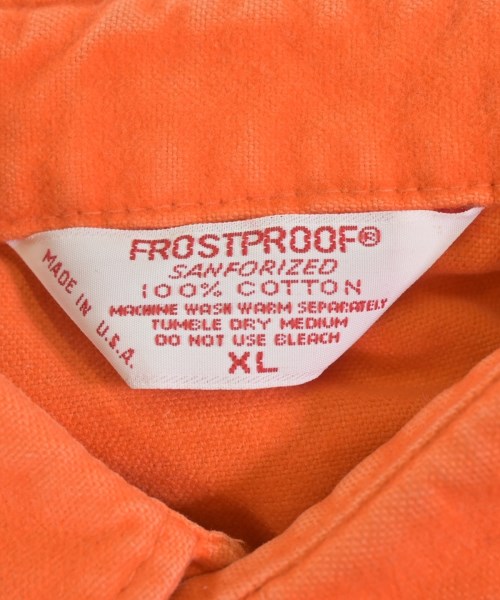 FROSTPROOF®
SANFORIZED
100% COTTON
MACHINE WASH WARM SEPARATELY
TUMBLE DRY MEDIUM
DO NOT USE BLEACH
XL
MADE IN U.S.A.